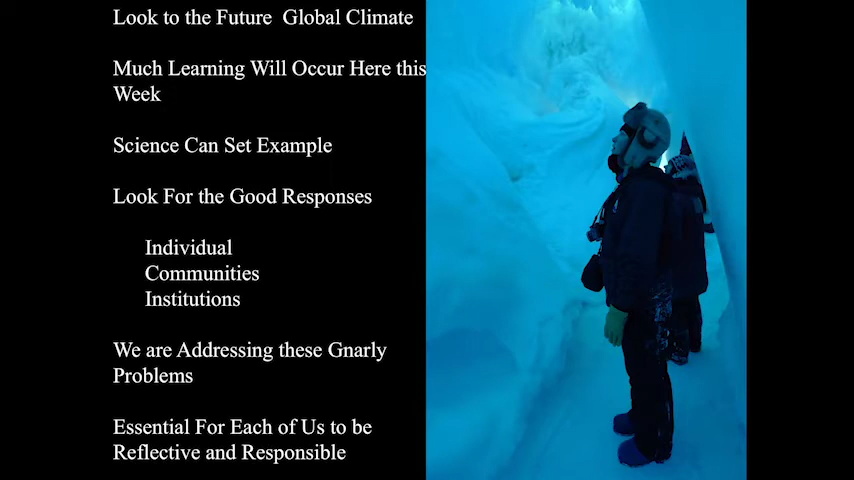 Look to the Future  Global Climate
Much Learning Will Occur Here this
Week
Science Can Set Example
Look For the Good Responses
Individual
Communities
Institutions
We are Addressing these Gnarly
Problems
Essential For Each of Us to be
Reflective and Responsible